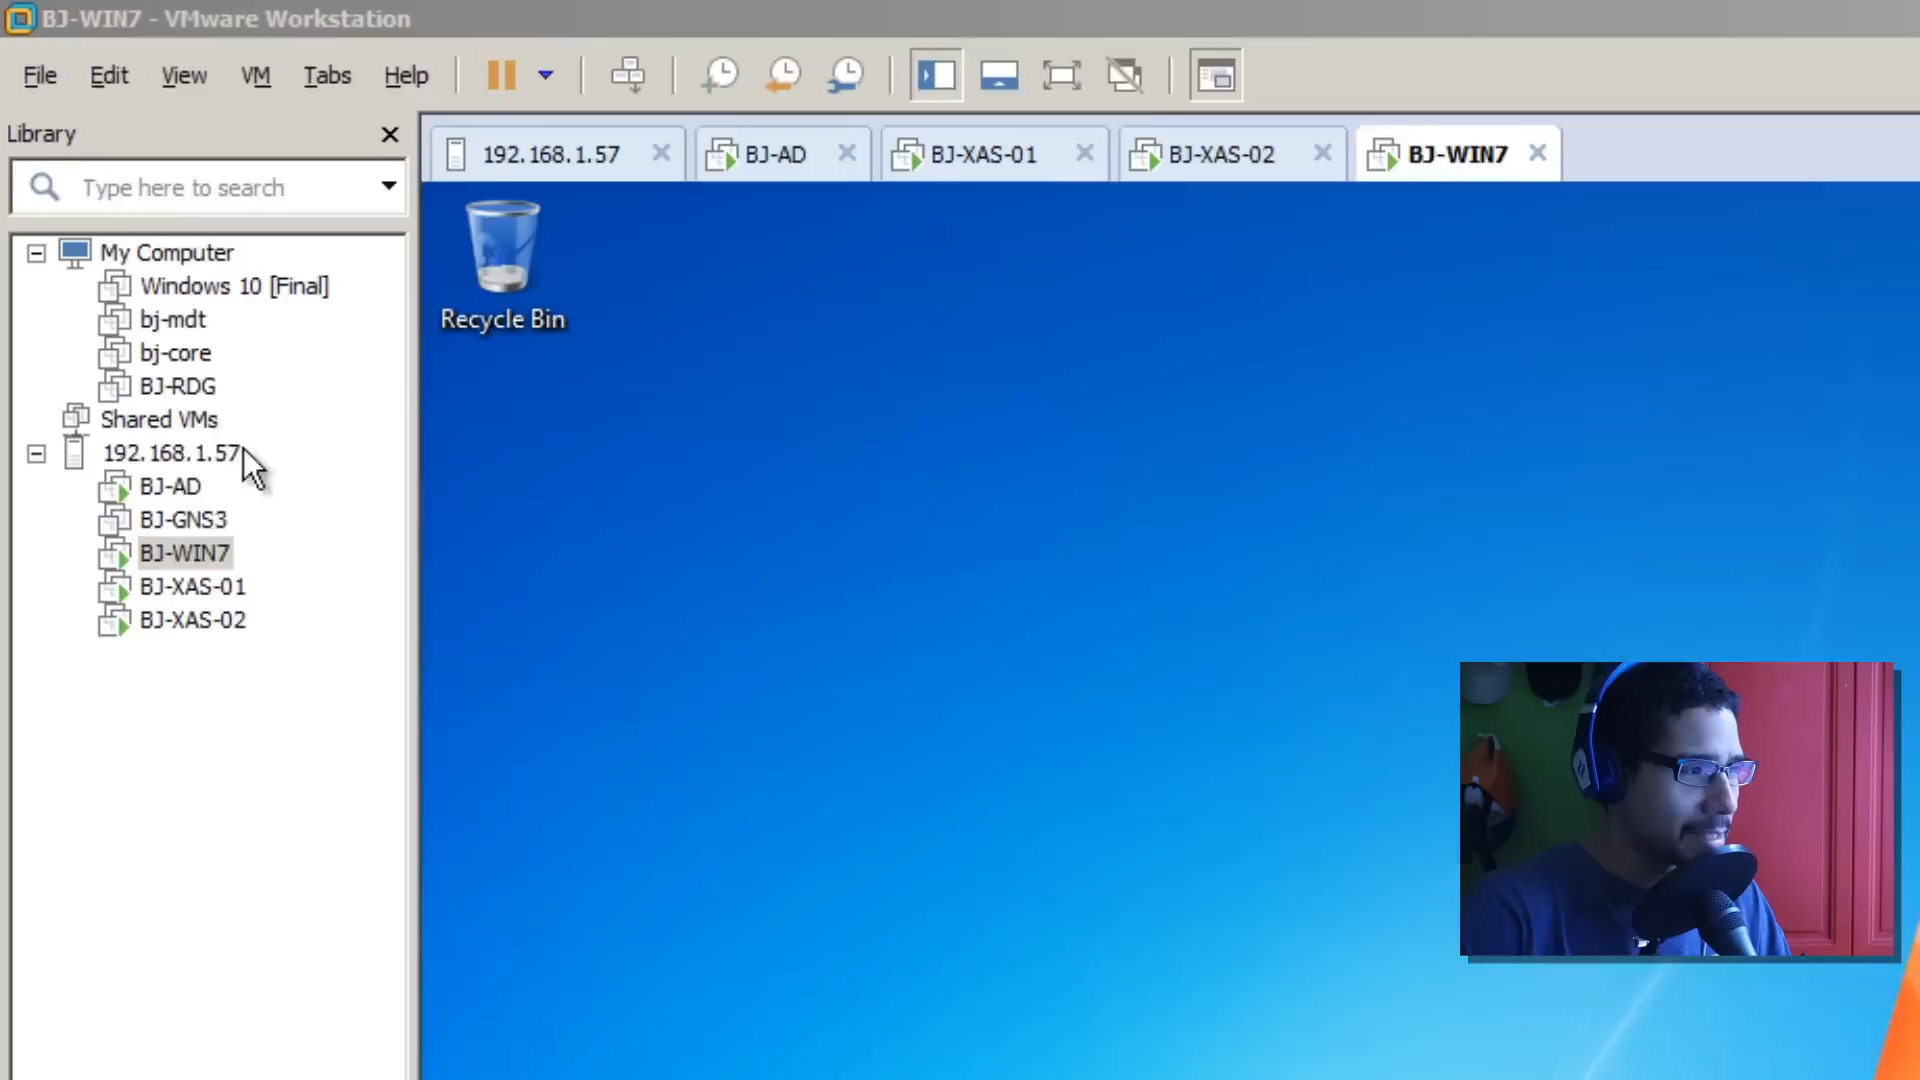 BJ-WIN7 - VMware Workstation
File Edit View VM Tabs Help
Library
192.168.1.57 BJ-AD BJ-XAS-01 BJ-XAS-02 BJ-WIN7
Type here to search
My Computer
Windows 10 [Final]
bj-mdt
bj-core
BJ-RDG
Shared VMs
192.168.1.57
BJ-AD
BJ-GNS3
BJ-WIN7
BJ-XAS-01
BJ-XAS-02
Recycle Bin